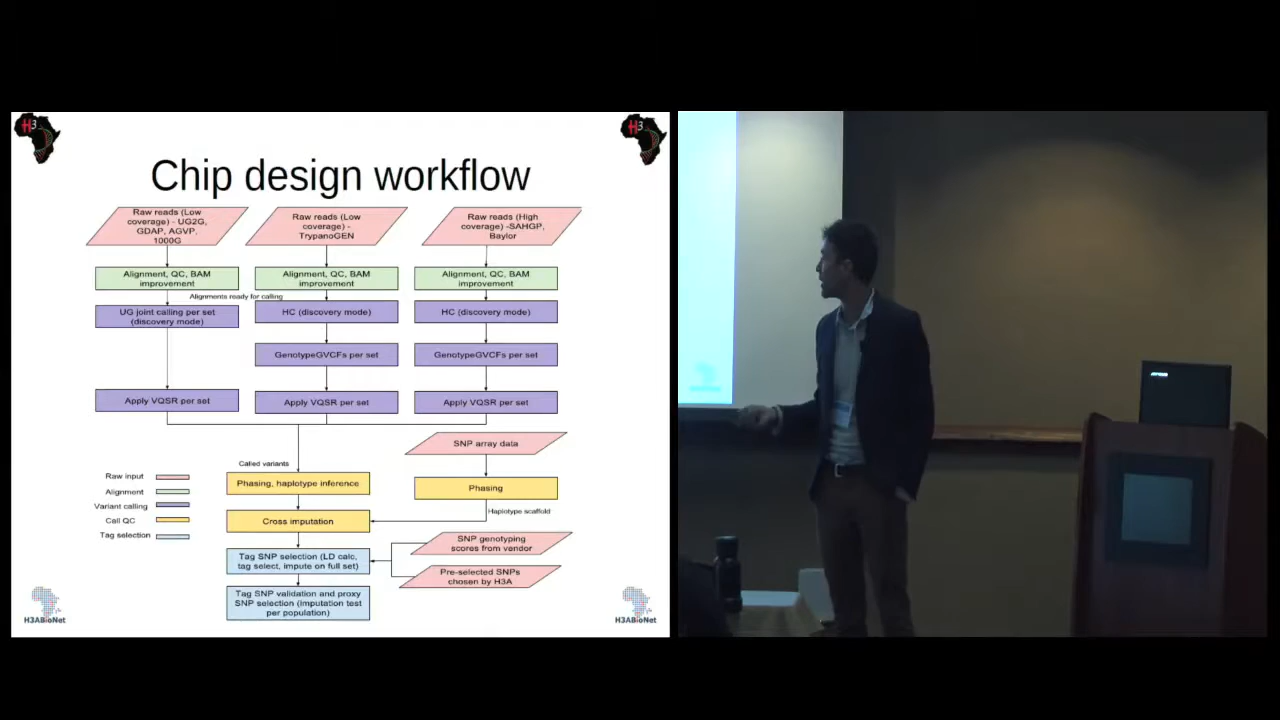 H3
H3
Chip design workflow
Raw reads (Low
coverage) - UG2G,
GDAP, AGVP,
1000G
Raw reads (Low
coverage) -
TrypanoGEN
Raw reads (High
coverage) -SAHGP,
Baylor
Alignment, QC, BAM
improvement
Alignment, QC, BAM
improvement
Alignment, QC, BAM
improvement
Alignments ready for calling
UG joint calling per set
(discovery mode)
HC (discovery mode)
HC (discovery mode)
GenotypeGVCFs per set
GenotypeGVCFs per set
Apply VQSR per set
Apply VQSR per set
Apply VQSR per set
SNP array data
Called variants
Raw input
Alignment
Variant calling
Call QC
Tag selection
Phasing, haplotype inference
Phasing
Haplotype scaffold
Cross imputation
SNP genotyping
scores from vendor
Tag SNP selection (LD calc,
tag select, impute on full set)
Pre-selected SNPs
chosen by H3A
Tag SNP validation and proxy
SNP selection (Imputation test
per population)
H3ABioNet
H3ABioNet